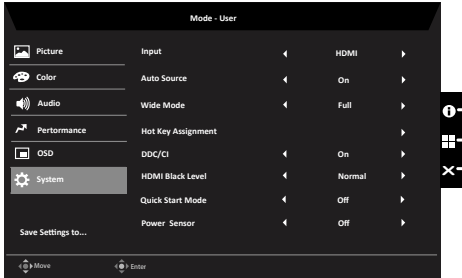 Mode - User
Picture
Input HDMI
Color
Auto Source On
Audio
Wide Mode Full
Pertormance
Hot Key Assignment
OSD
DDC/CI On
System
HDMI Black Level Normal
Quick Start Mode Off
Power Sensor Off
Save Settings to...
Move Enter